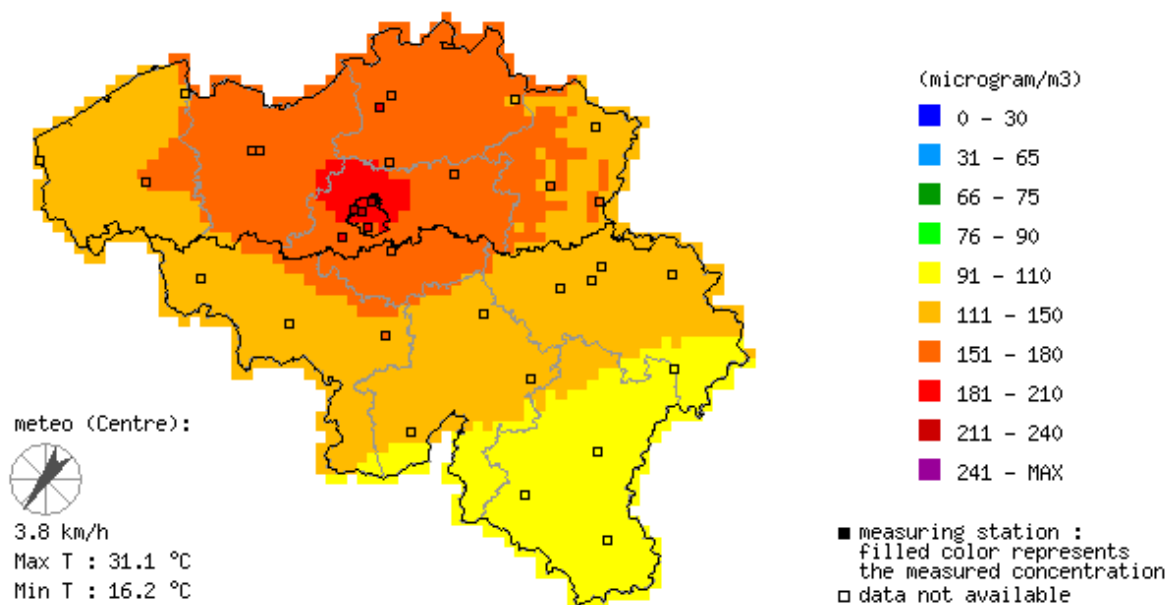 (microgram/m3)
0 - 30
31 - 65
66 - 75
76 - 90
91 - 110
111 - 150
151 - 180
181 - 210
211 - 240
241 - MAX
meteo (Centre):
3.8 km/h
Max T : 31.1 °C
Min T : 16.2 °C
measuring station :
filled color represents
the measured concentration
data not available